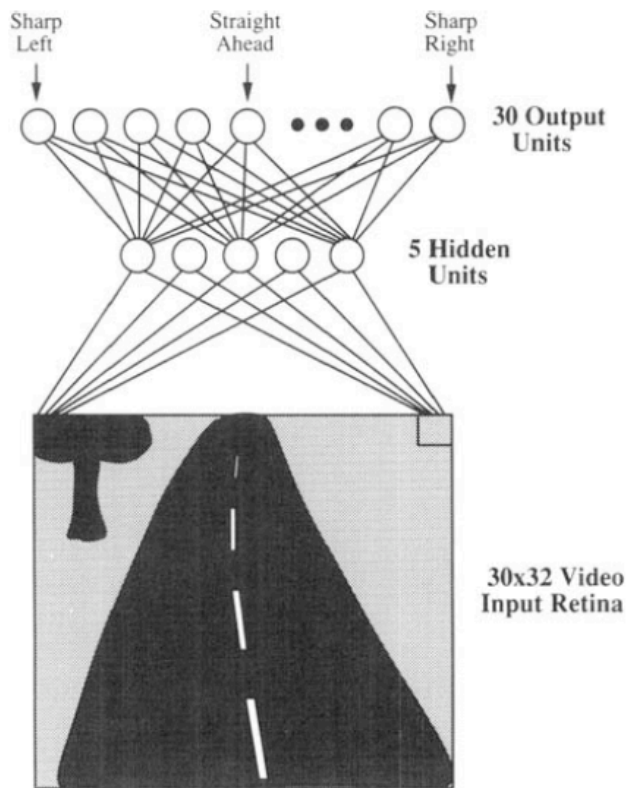 Sharp
Left
Straight
Ahead
Sharp
Right
30 Output
Units
5 Hidden
Units
30x32 Video
Input Retina